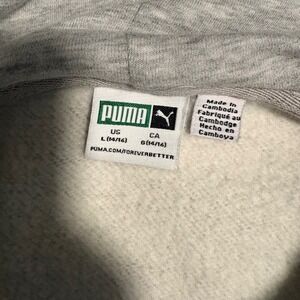 PUMA
US CA
L (14/16) G (14/16)
PUMA.COM/FOREVERBETTER
Made in
Cambodia
Fabriqué au
Cambodge
Hecho en
Camboya